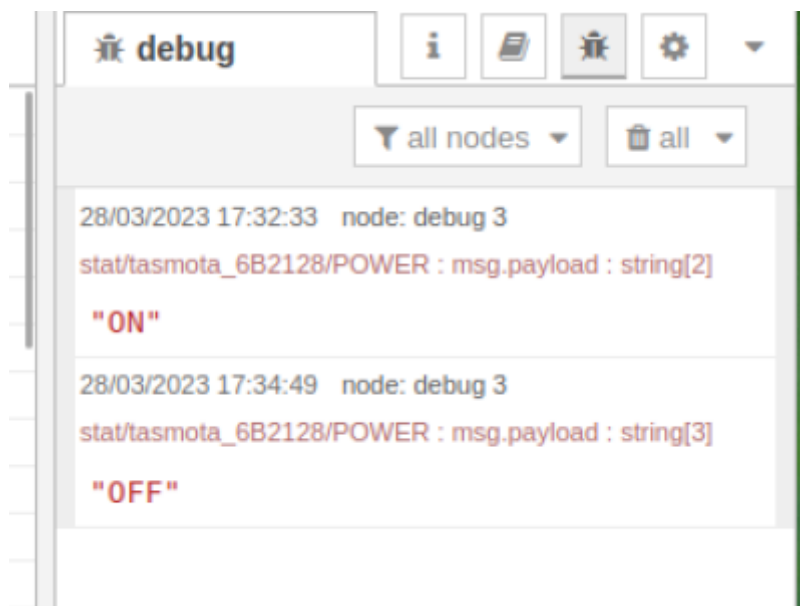 debug
all nodes
all
28/03/2023 17:32:33 node: debug 3
stat/tasmota_6B2128/POWER : msg.payload : string[2]
"ON"
28/03/2023 17:34:49 node: debug 3
stat/tasmota_6B2128/POWER : msg.payload : string[3]
"OFF"